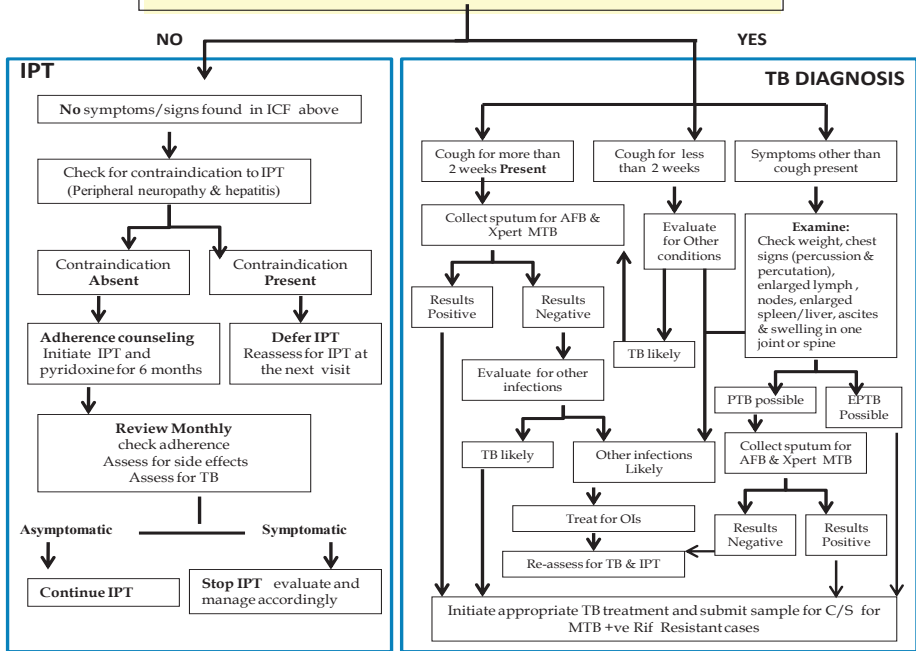 NO
YES
IPT
No symptoms/signs found in ICF above
Check for contraindication to IPT
(Peripheral neuropathy & hepatitis)
Contraindication
Absent
Contraindication
Present
Adherence counseling
Initiate IPT and
pyridoxine for 6 months
Defer IPT
Reassess for IPT at
the next visit
Review Monthly
check adherence
Assess for side effects
Assess for TB
Asymptomatic
Symptomatic
Continue IPT
Stop IPT evaluate and
manage accordingly
TB DIAGNOSIS
Cough for more than
2 weeks Present
Cough for less
than 2 weeks
Symptoms other than
cough present
Collect sputum for AFB &
Xpert MTB
Evaluate
for Other
conditions
Examine:
Check weight, chest
signs (percussion &
percutation),
enlarged lymph ,
nodes, enlarged
spleen/liver, ascites
& swelling in one
joint or spine
Results
Positive
Results
Negative
TB likely
Evaluate for other
infections
PTB possible
EPTB
Possible
TB likely
Other infections
Likely
Collect sputum for
AFB & Xpert MTB
Treat for OIs
Results
Negative
Results
Positive
Re-assess for TB & IPT
Initiate appropriate TB treatment and submit sample for C/S for
MTB +ve Rif Resistant cases